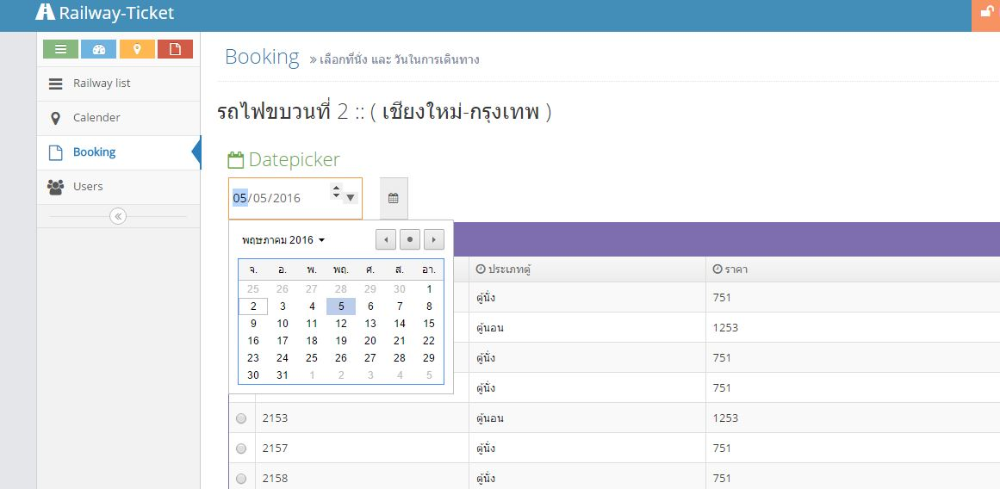 Railway-Ticket
Railway list
Calender
Booking
Users
Booking » เลือกที่นั่ง และ วันในการเดินทาง
รถไฟขบวนที่ 2 :: ( เชียงใหม่-กรุงเทพ )
Datepicker
05/05/2016
พฤษภาคม 2016
จ. อ. พ. พฤ. ศ. ส. อา.
25 26 27 28 29 30 1
2 3 4 5 6 7 8
9 10 11 12 13 14 15
16 17 18 19 20 21 22
23 24 25 26 27 28 29
30 31 1 2 3 4 5
ประเภทตู้ ราคา
ตู้นั่ง 751
ตู้นอน 1253
ตู้นั่ง 751
ตู้นั่ง 751
2153 ตู้นอน 1253
2157 ตู้นั่ง 751
2158 ตู้นั่ง 751